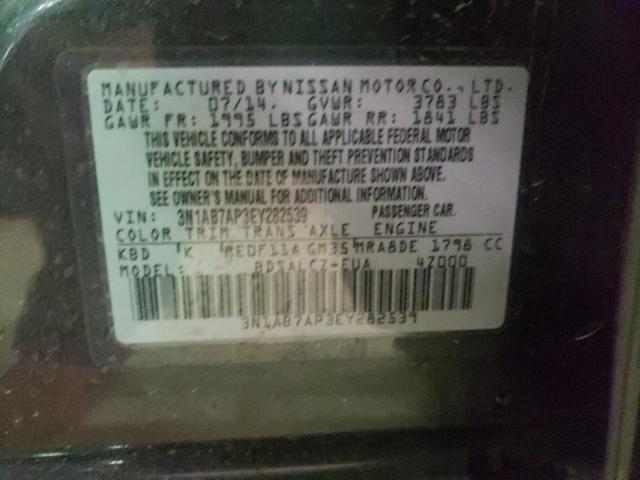 MANUFACTURED BY NISSAN MOTOR CO., LTD.
DATE: 07/14. GVWR: 3783 LBS
GAWR FR: 1995 LBS GAWR RR: 1841 LBS
THIS VEHICLE CONFORMS TO ALL APPLICABLE FEDERAL MOTOR
VEHICLE SAFETY, BUMPER AND THEFT PREVENTION STANDARDS
IN EFFECT ON THE DATE OF MANUFACTURE SHOWN ABOVE.
SEE OWNER'S MANUAL FOR ADDITIONAL INFORMATION.
VIN: 3N1AB7AP3EY282539 PASSENGER CAR.
COLOR TRIM TRANS AXLE ENGINE
KBD K RE0F11A GM35 MRA8DE 1798 CC
MODEL: BDSALCZ-EUA 4Z000
3N1AB7AP3EY282539